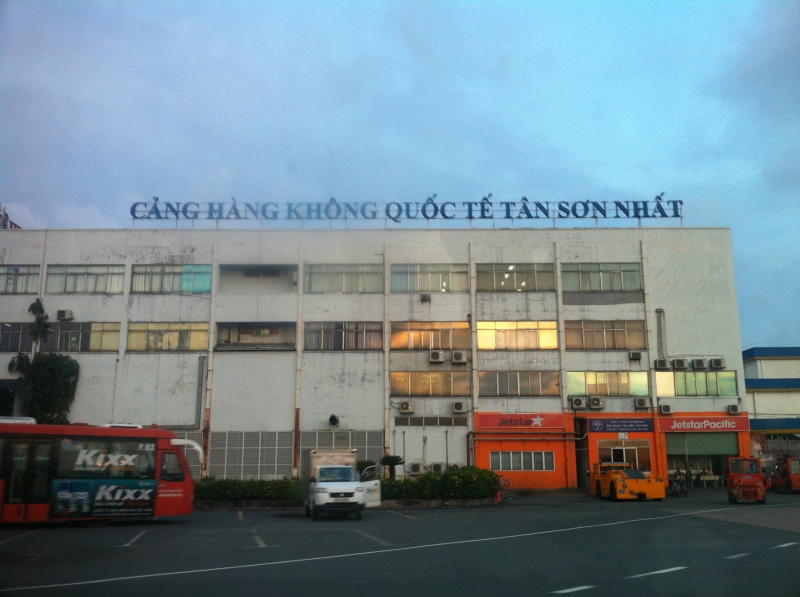 CẢNG HÀNG KHÔNG QUỐC TẾ TÂN SƠN NHẤT
Jetstar
JetstarPacific
Kixx
Kixx